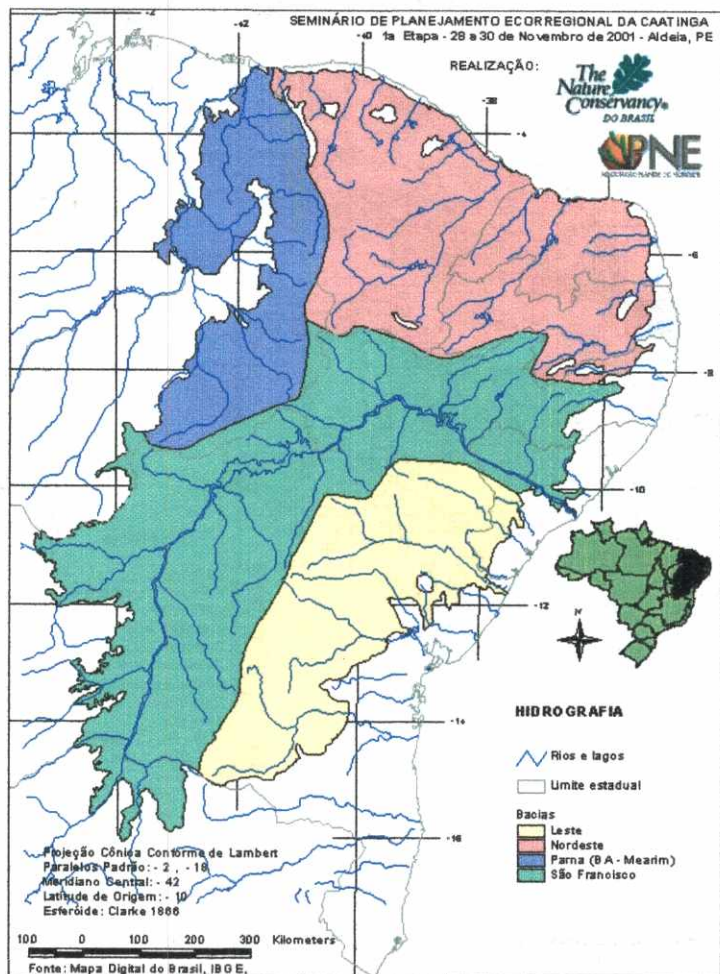 SEMINÁRIO DE PLANEJAMENTO ECORREGIONAL DA CAATINGA
1a Etapa - 28 a 30 de Novembro de 2001 - Aldeia, PE
REALIZAÇÃO:
The
Nature
Conservancy®
DO BRASIL
PNE
-2
-42
-40
-38
-4
-6
-8
-10
-12
-14
-16
N
HIDROGRAFIA
Rios e lagos
Limite estadual
Bacias
Leste
Nordeste
Parna (BA - Mearim)
São Francisco
Projeção Cônica Conforme de Lambert
Paralelos Padrão: - 2 , - 18
Meridiano Central: - 42
Latitude de Origem: - 10
Esferóide: Clarke 1866
100 0 100 200 300 Kilometers
Fonte: Mapa Digital do Brasil, IBGE,